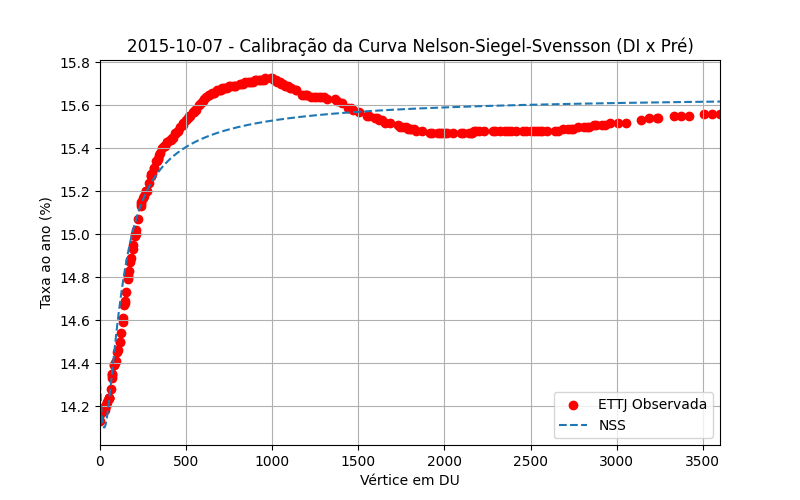 2015-10-07 - Calibração da Curva Nelson-Siegel-Svensson (DI x Pré)
Taxa ao ano (%)
15.8
15.6
15.4
15.2
15.0
14.8
14.6
14.4
14.2
ETTJ Observada
NSS
0 500 1000 1500 2000 2500 3000 3500
Vértice em DU